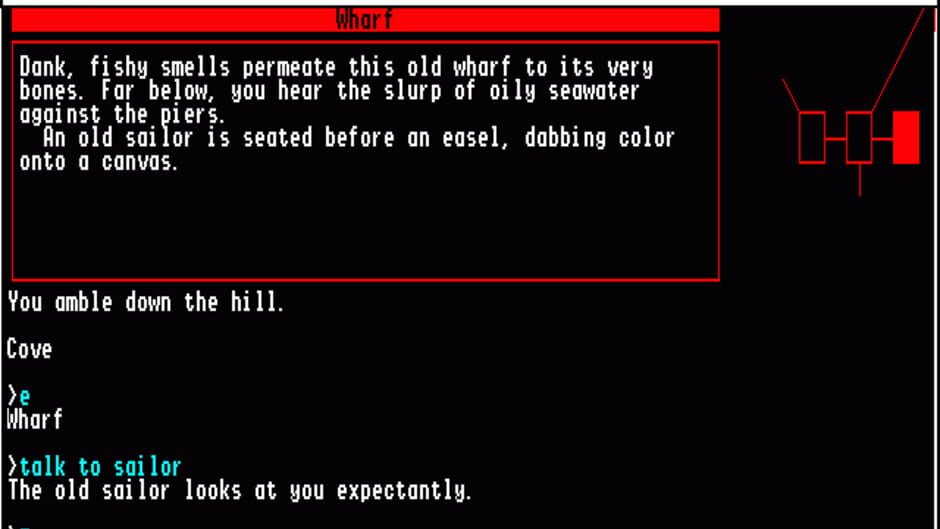 Wharf
Dank, fishy smells permeate this old wharf to its very
bones. Far below, you hear the slurp of oily seawater
against the piers.
An old sailor is seated before an easel, dabbing color
onto a canvas.
You amble down the hill.
Cove
>e
Wharf
>talk to sailor
The old sailor looks at you expectantly.